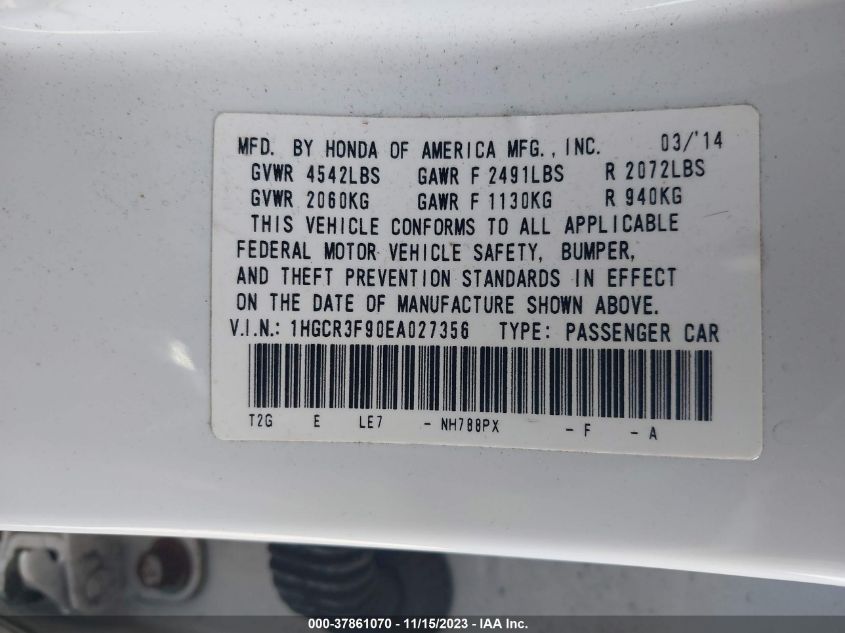 MFD. BY HONDA OF AMERICA MFG., INC. 03/'14
GVWR 4542LBS GAWR F 2491LBS R 2072LBS
GVWR 2060KG GAWR F 1130KG R 940KG
THIS VEHICLE CONFORMS TO ALL APPLICABLE
FEDERAL MOTOR VEHICLE SAFETY, BUMPER,
AND THEFT PREVENTION STANDARDS IN EFFECT
ON THE DATE OF MANUFACTURE SHOWN ABOVE.
V.I.N.: 1HGCR3F90EA027356 TYPE: PASSENGER CAR
T2G E LE7 - NH788PX - F - A
000-37861070 - 11/15/2023 - IAA Inc.